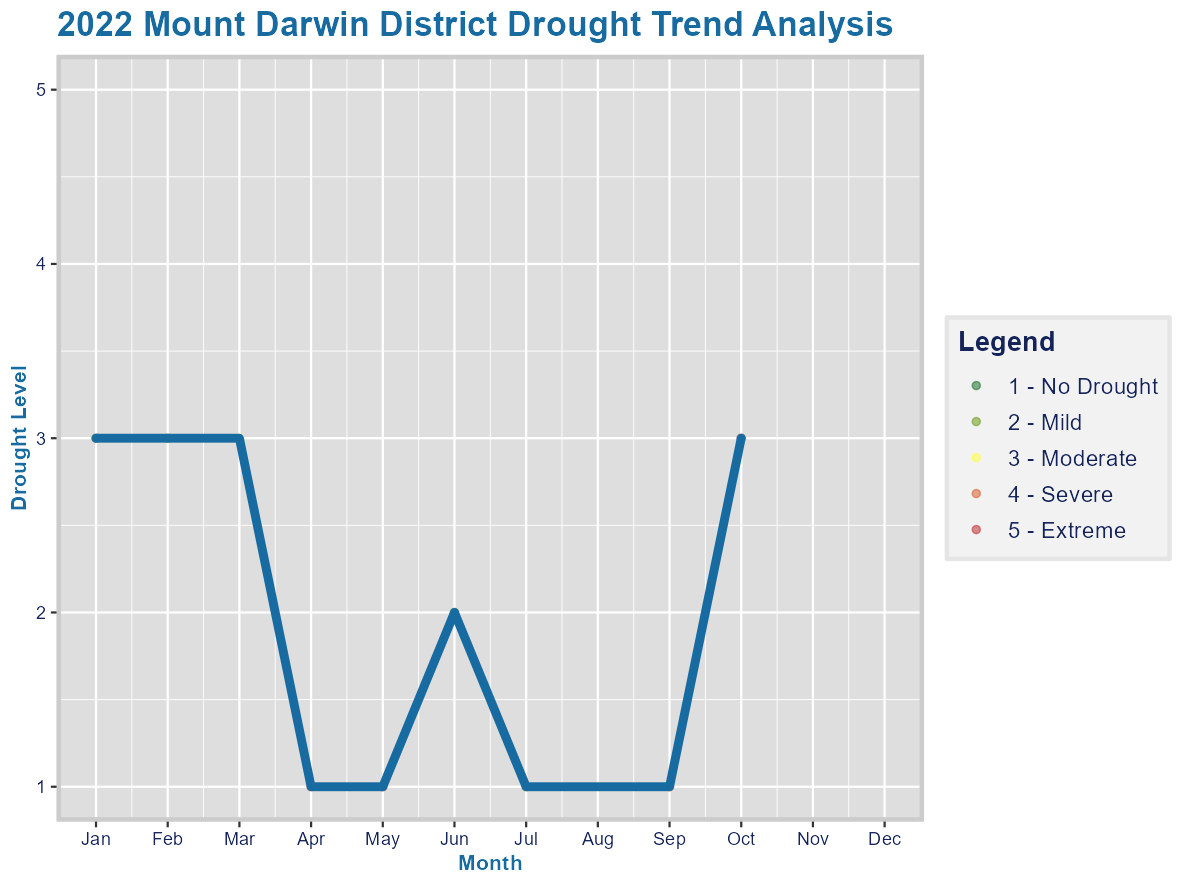 2022 Mount Darwin District Drought Trend Analysis
5
4
3
2
1
Drought Level
Jan Feb Mar Apr May Jun Jul Aug Sep Oct Nov Dec
Month
Legend
1 - No Drought
2 - Mild
3 - Moderate
4 - Severe
5 - Extreme